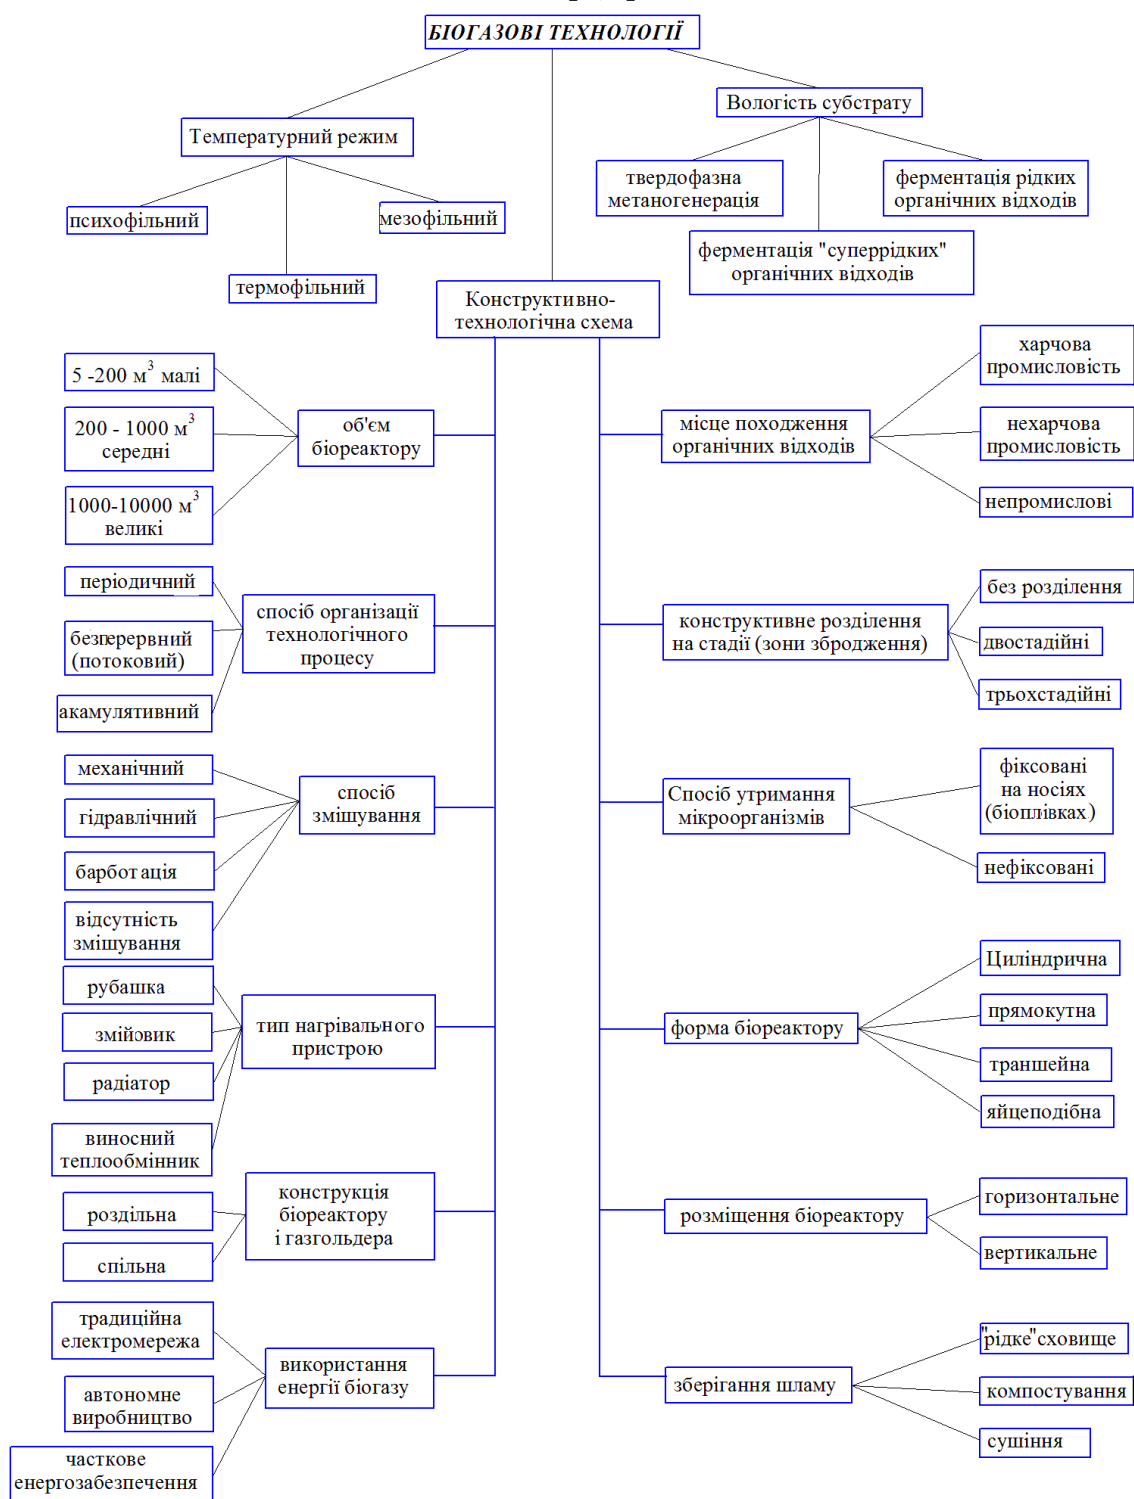 БІОГАЗОВІ ТЕХНОЛОГІЇ
Температурний режим
психофільний
термофільний
мезофільний
Вологість субстрату
твердофазна
метаногенерація
ферментація "суперрідких"
органічних відходів
ферментація рідких
органічних відходів
Конструктивно-
технологічна схема
об'єм
біореактору
5 -200 м3 малі
200 - 1000 м3
середні
1000-10000 м3
великі
спосіб організації
технологічного
процесу
періодичний
безперервний
(потоковий)
акамулятивний
спосіб
змішування
механічний
гідравлічний
барботація
відсутність
змішування
тип нагрівального
пристрою
рубашка
змійовик
радіатор
виносний
теплообмінник
конструкція
біореактору
і газгольдера
роздільна
спільна
використання
енергії біогазу
традиційна
електромережа
автономне
виробництво
часткове
енергозабезпечення
місце походження
органічних відходів
харчова
промисловість
нехарчова
промисловість
непромислові
конструктивне розділення
на стадії (зони збродження)
без розділення
двостадійні
трьохстадійні
Спосіб утримання
мікроорганізмів
фіксовані
на носіях
(біоплівках)
нефіксовані
форма біореактору
Циліндрична
прямокутна
траншейна
яйцеподібна
розміщення біореактору
горизонтальне
вертикальне
зберігання шламу
"рідке"сховище
компостування
сушіння